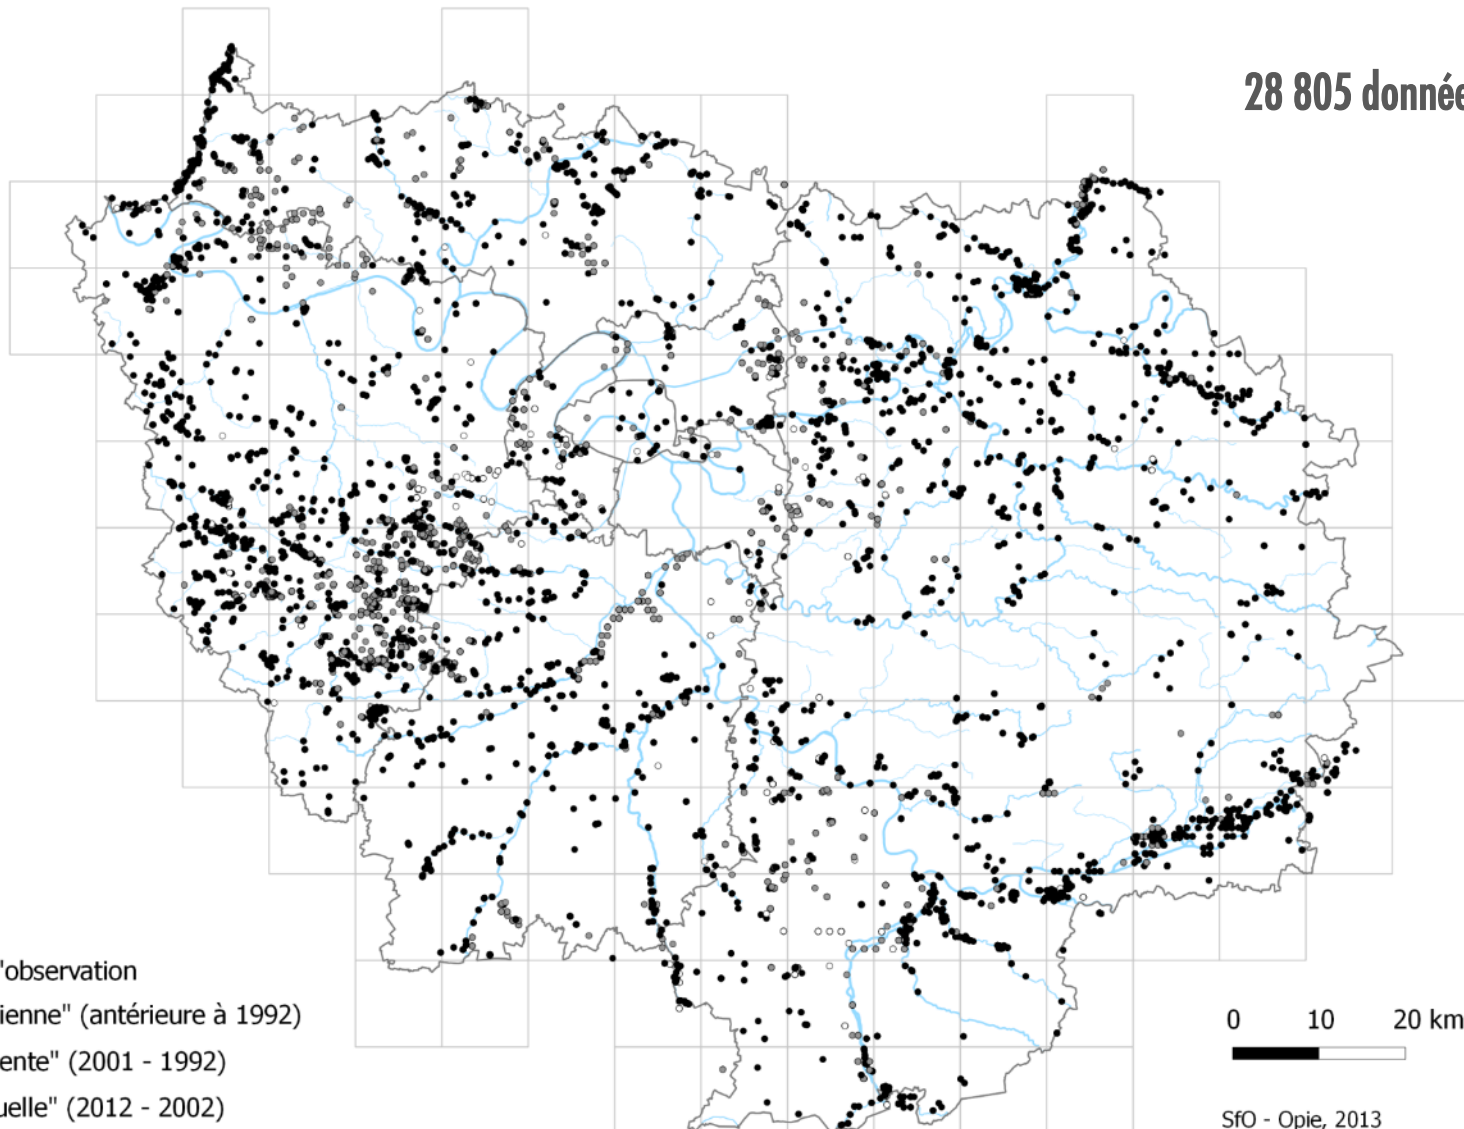 28 805 donnée
'observation
ienne" (antérieure à 1992)
ente" (2001 - 1992)
uelle" (2012 - 2002)
0 10 20 km
SfO - Opie, 2013